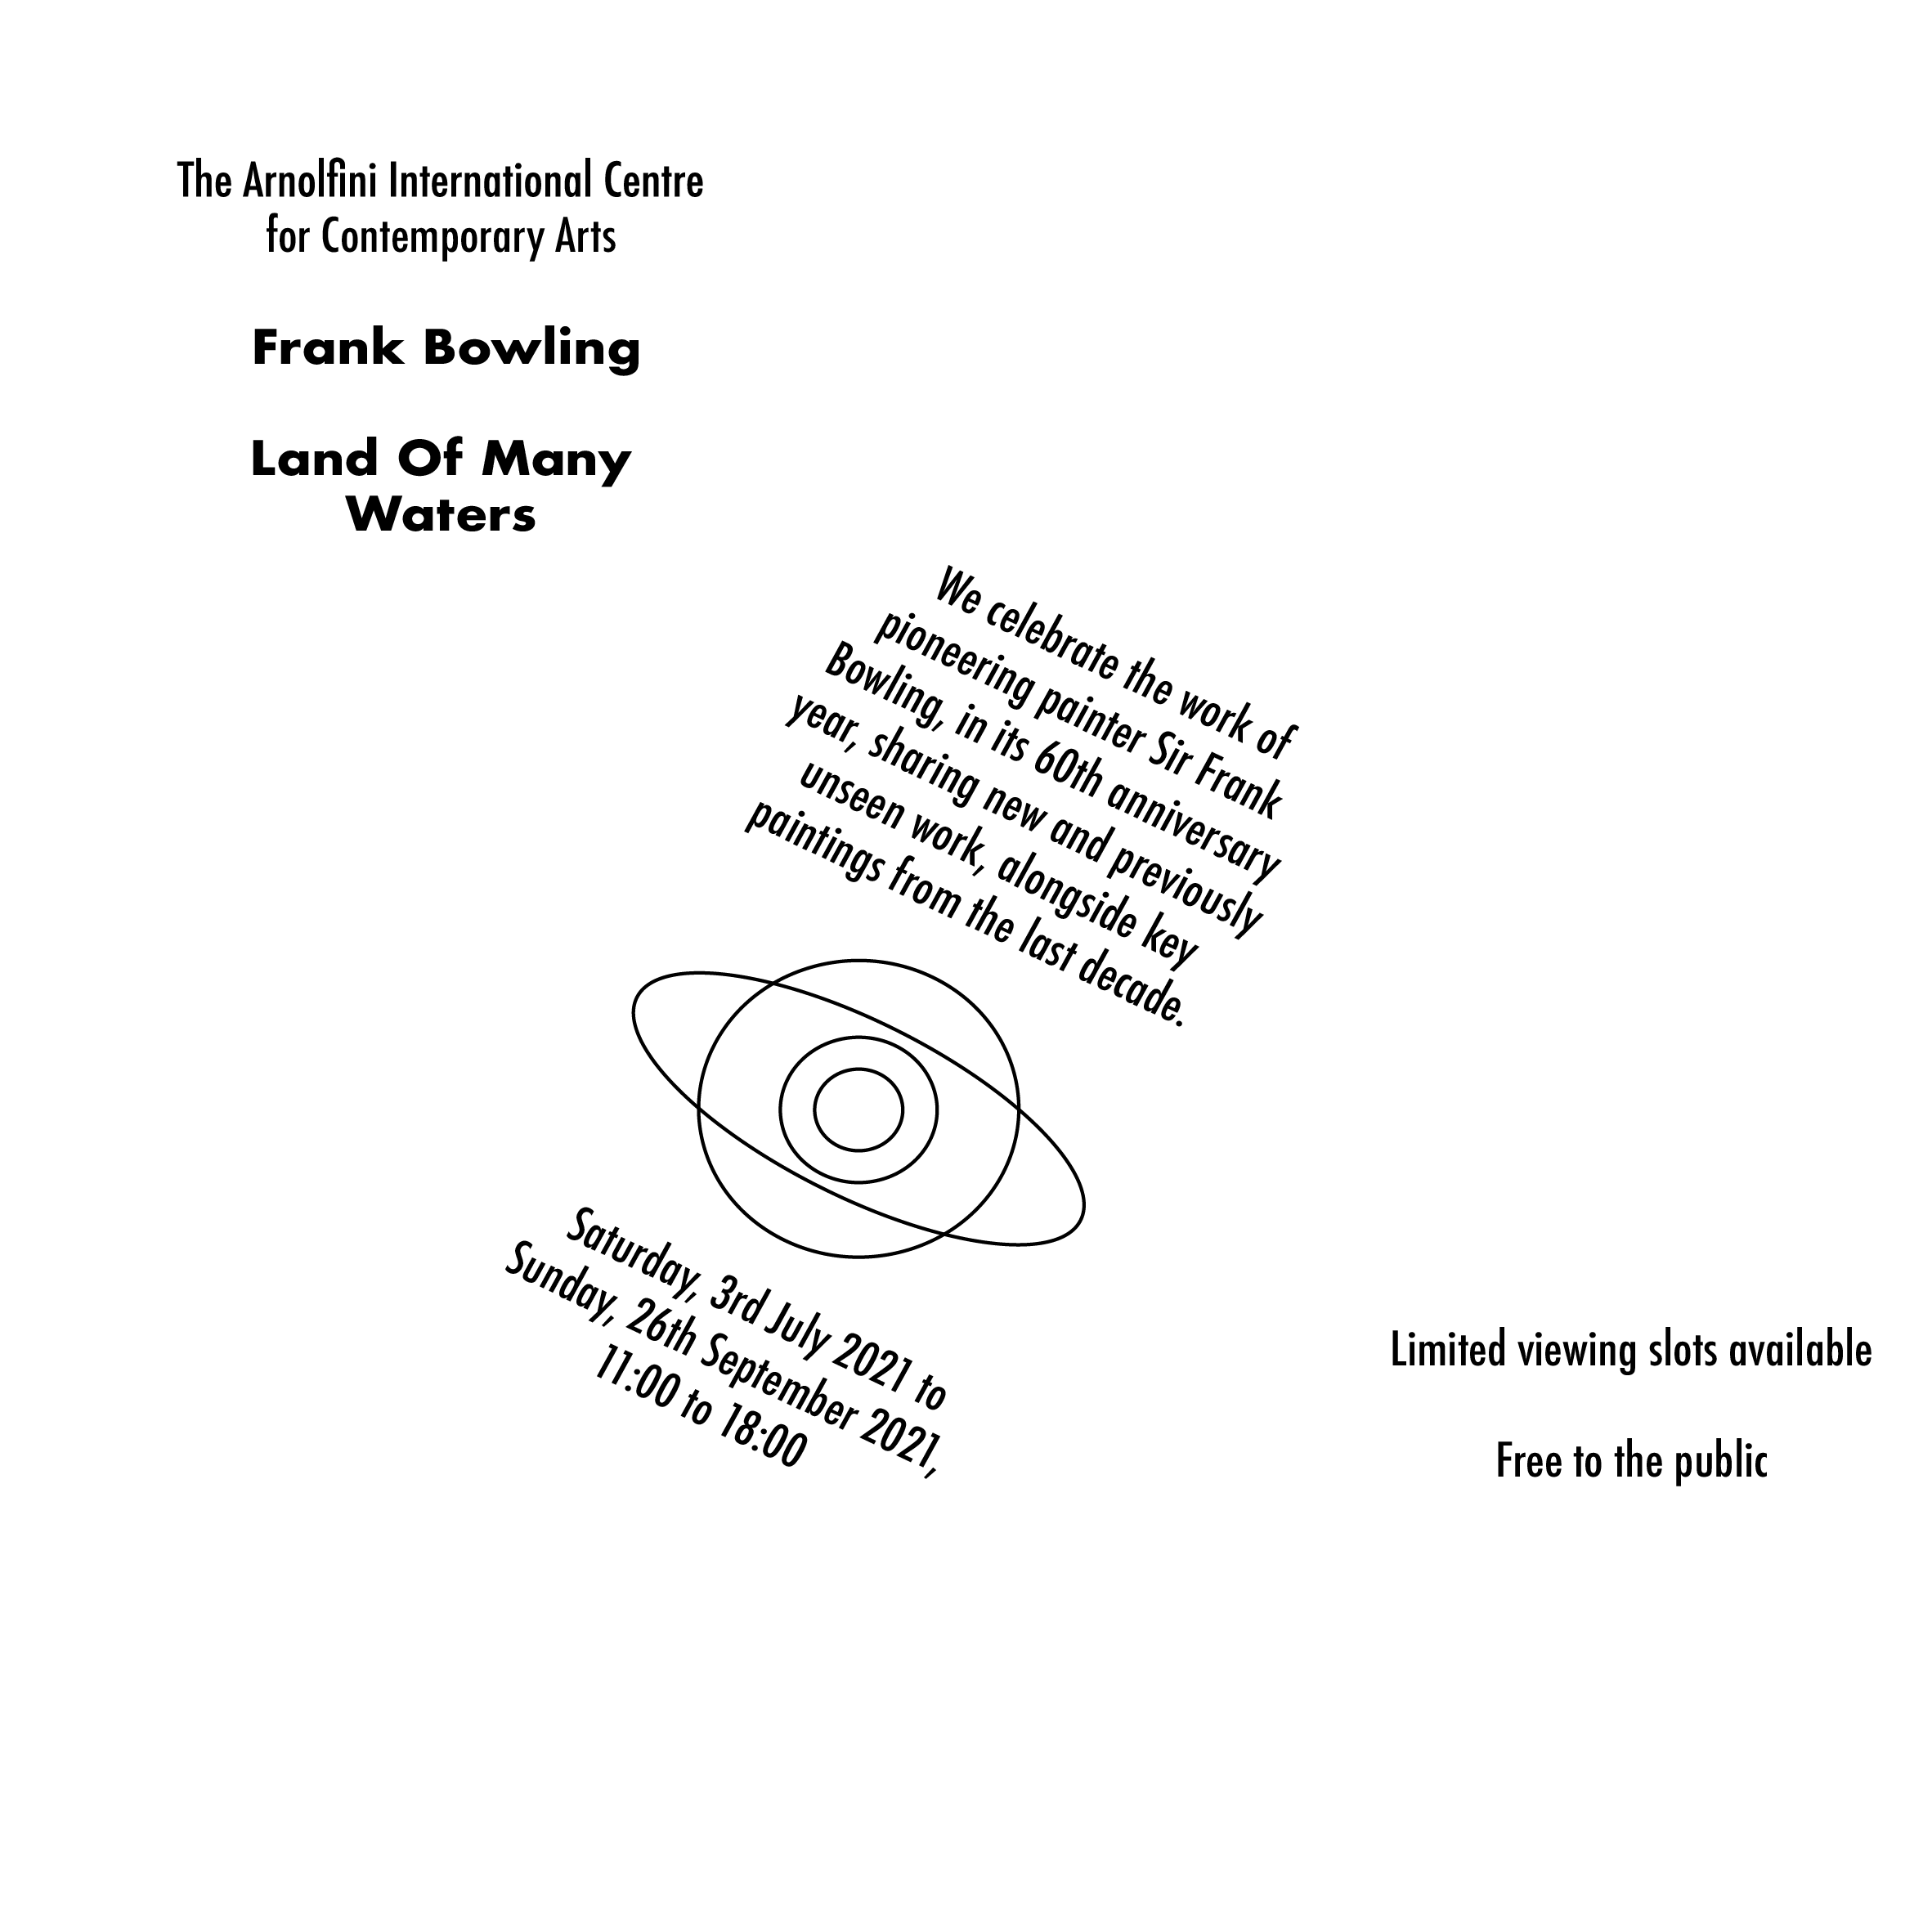 The Arnolfini International Centre
for Contemporary Arts
Frank Bowling
Land Of Many
Waters
We celebrate the work of
pioneering painter Sir Frank
Bowling, in its 60th anniversary
year, sharing new and previously
unseen work, alongside key
paintings from the last decade.
Saturday, 3rd July 2021 to
Sunday, 26th September 2021,
11:00 to 18:00
Limited viewing slots available
Free to the public